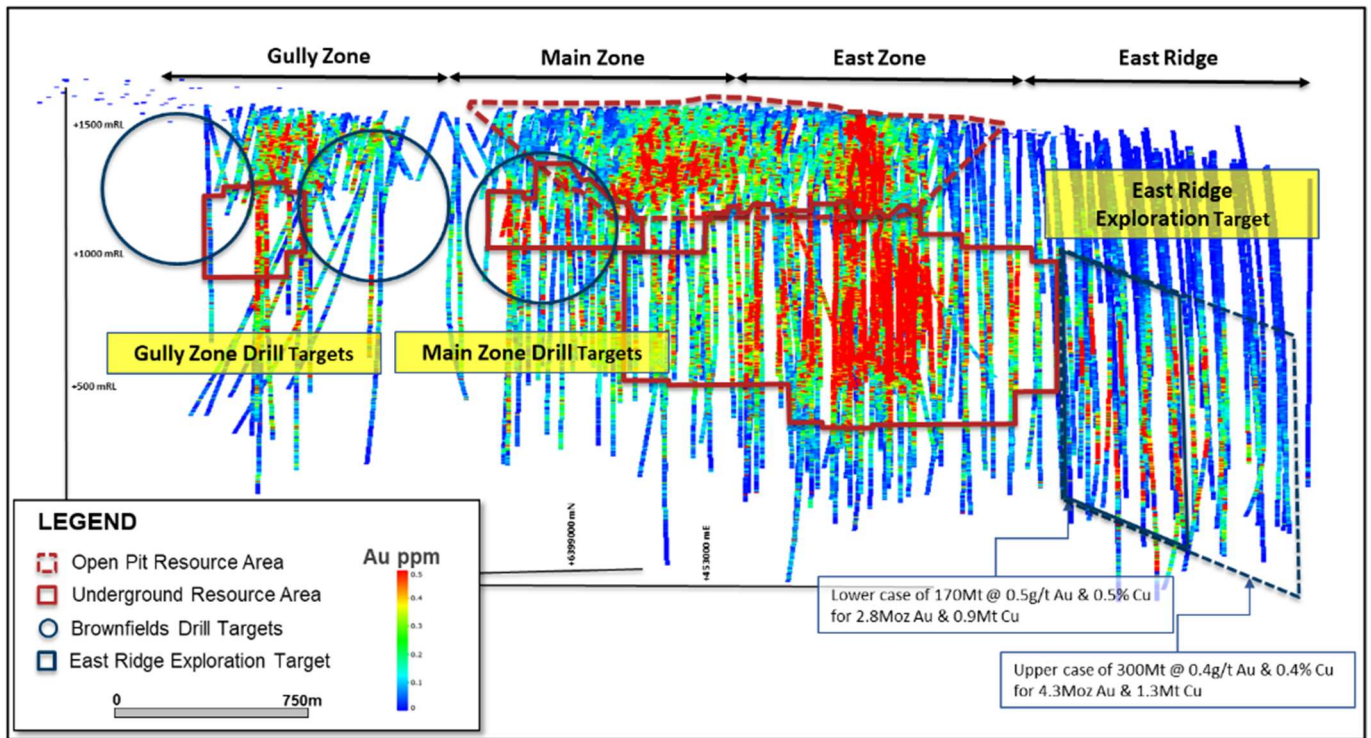 Gully Zone
Main Zone
East Zone
East Ridge
+1500 mRL
+1000 mRL
+500 mRL
East Ridge
Exploration Target
Gully Zone Drill Targets
Main Zone Drill Targets
+6399000 mN
+453000 mE
LEGEND
Open Pit Resource Area
Underground Resource Area
Brownfields Drill Targets
East Ridge Exploration Target
0
750m
Au ppm
0.5
0.4
0.3
0.2
0.1
0
Lower case of 170Mt @ 0.5g/t Au & 0.5% Cu
for 2.8Moz Au & 0.9Mt Cu
Upper case of 300Mt @ 0.4g/t Au & 0.4% Cu
for 4.3Moz Au & 1.3Mt Cu